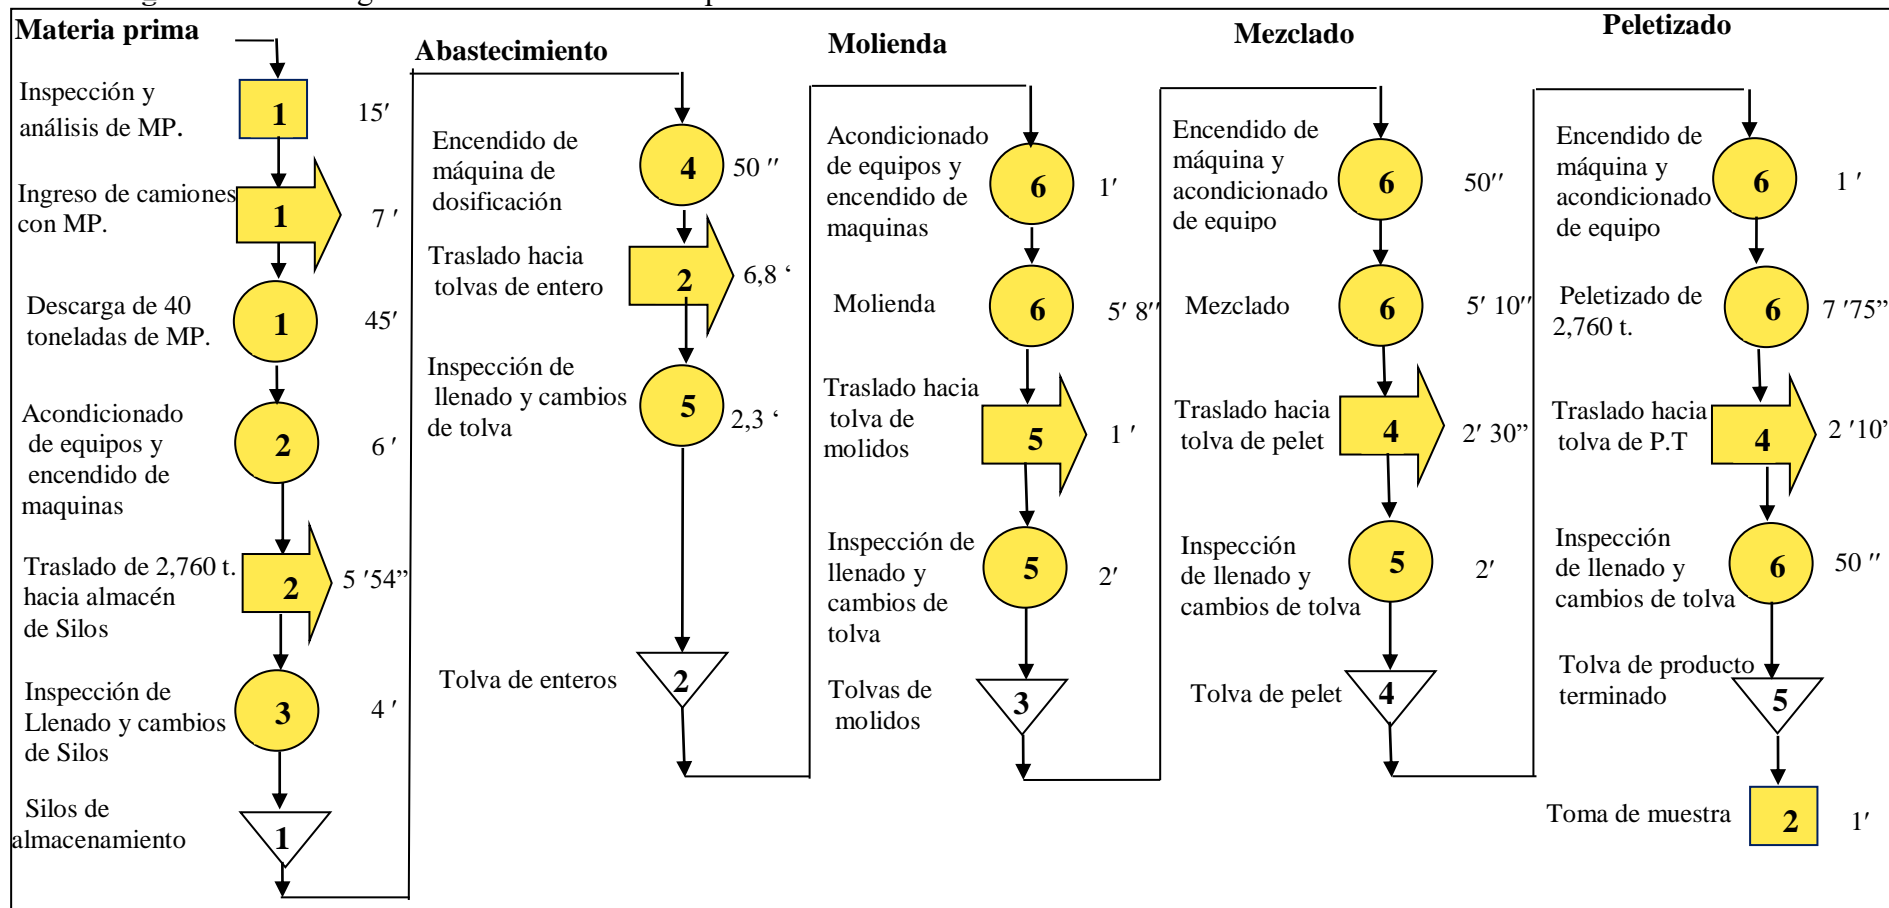 Materia prima
Inspección y
análisis de MP.
1
15′
Ingreso de camiones
con MP.
1
7 ′
Descarga de 40
toneladas de MP.
1
45′
Acondicionado
de equipos y
encendido de
maquinas
2
6 ′
Traslado de 2,760 t.
hacia almacén
de Silos
2
5 ′54”
Inspección de
Llenado y cambios
de Silos
3
4 ′
Silos de
almacenamiento
1
Abastecimiento
Encendido de
máquina de
dosificación
4
50 ′′
Traslado hacia
tolvas de entero
2
6,8 ‘
Inspección de
llenado y cambios
de tolva
5
2,3 ‘
Tolva de enteros
2
Molienda
Acondicionado
de equipos y
encendido de
maquinas
6
1′
Molienda
6
5′ 8′′
Traslado hacia
tolva de
molidos
5
1 ′
Inspección de
llenado y
cambios de
tolva
5
2′
Tolvas de
molidos
3
Mezclado
Encendido de
máquina y
acondicionado
de equipo
6
50′′
Mezclado
6
5′ 10′′
Traslado hacia
tolva de pelet
4
2′ 30”
Inspección
de llenado y
cambios de tolva
5
2′
Tolva de pelet
4
Peletizado
Encendido de
máquina y
acondicionado
de equipo
6
1 ′
Peletizado de
2,760 t.
6
7 ′75”
Traslado hacia
tolva de P.T
4
2 ′10’
Inspección
de llenado y
cambios de tolva
6
50 ′′
Tolva de producto
terminado
5
Toma de muestra
2
1′